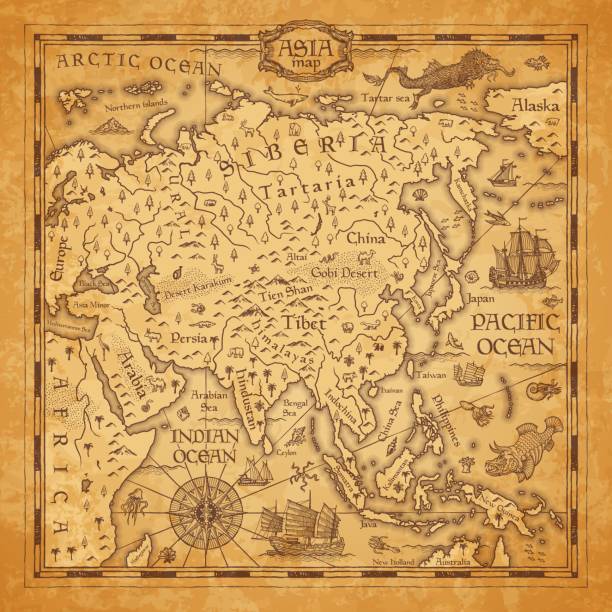 ASIA
map
ARCTIC OCEAN
Northern Islands
Tartar sea
Alaska
SIBERIA
Tartaria
URAL
Europe
China
Altai
Gobi Desert
Black Sea
Desert Karakum
Tien Shan
Asia Minor
Japan
Mediterranean Sea
Tibet
PACIFIC
OCEAN
Persia
Himalayas
Arabia
Taiwan
Hindustan
Arabian
Sea
Bengal
Sea
Indochina
China Sea
Philippines
AFRICA
INDIAN
OCEAN
Ceylon
New Guinea
Java
New Holland
Australia